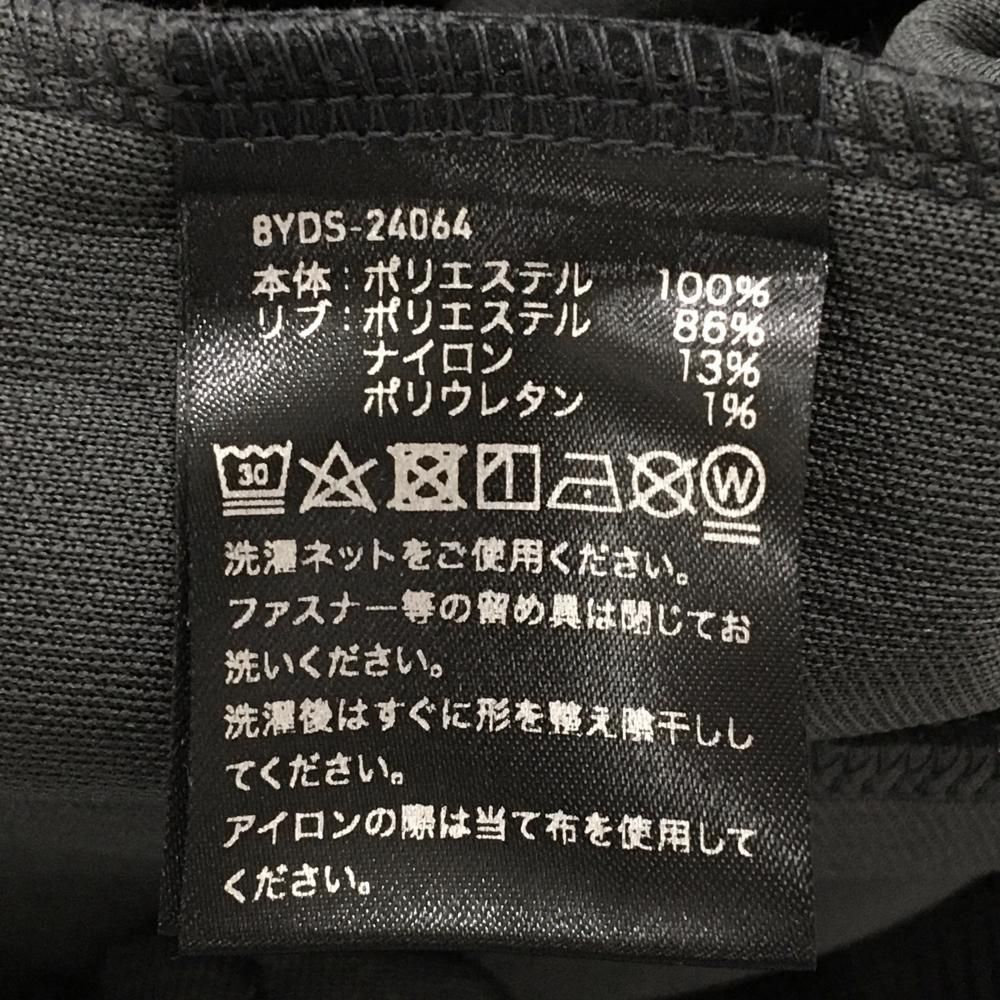 8YDS-24064
本体：ポリエステル 100%
リブ：ポリエステル 86%
ナイロン 13%
ポリウレタン 1%
30 W
洗濯ネットをご使用ください。
ファスナー等の留め具は閉じてお
洗いください。
洗濯後はすぐに形を整え陰干しし
てください。
アイロンの際は当て布を使用して
ください。